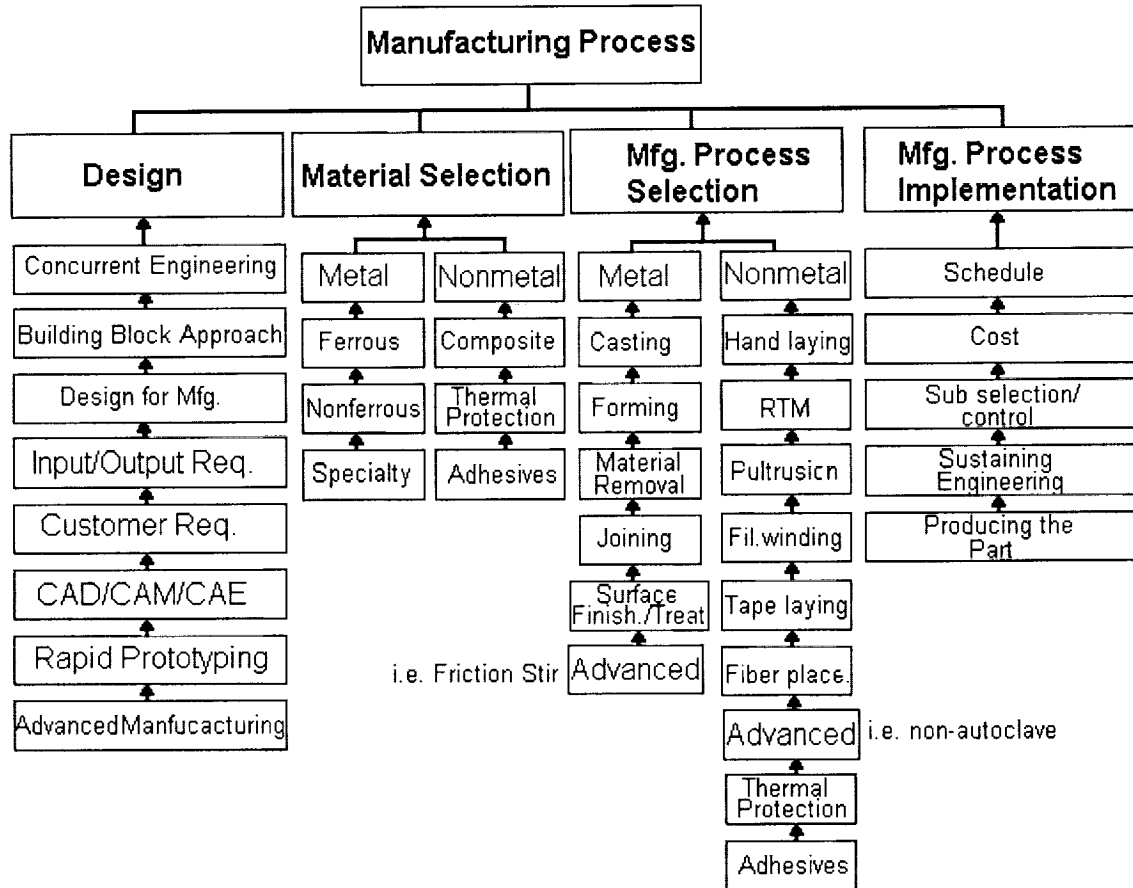 Manufacturing Process
Design
Material Selection
Mfg. Process
Selection
Mfg. Process
Implementation
Concurrent Engineering
Building Block Approach
Design for Mfg.
Input/Output Req.
Customer Req.
CAD/CAM/CAE
Rapid Prototyping
Advanced Manfucacturing
Metal
Ferrous
Nonferrous
Specialty
Nonmetal
Composite
Thermal
Protection
Adhesives
Metal
Casting
Forming
Material
Removal
Joining
Surface
Finish./Treat
i.e. Friction Stir
Advanced
Nonmetal
Hand laying
RTM
Pultrusicn
Fil.winding
Tape laying
Fiber place.
Advanced
i.e. non-autoclave
Thermal
Protection
Adhesives
Schedule
Cost
Sub selection/
control
Sustaining
Engineering
Producing the
Part